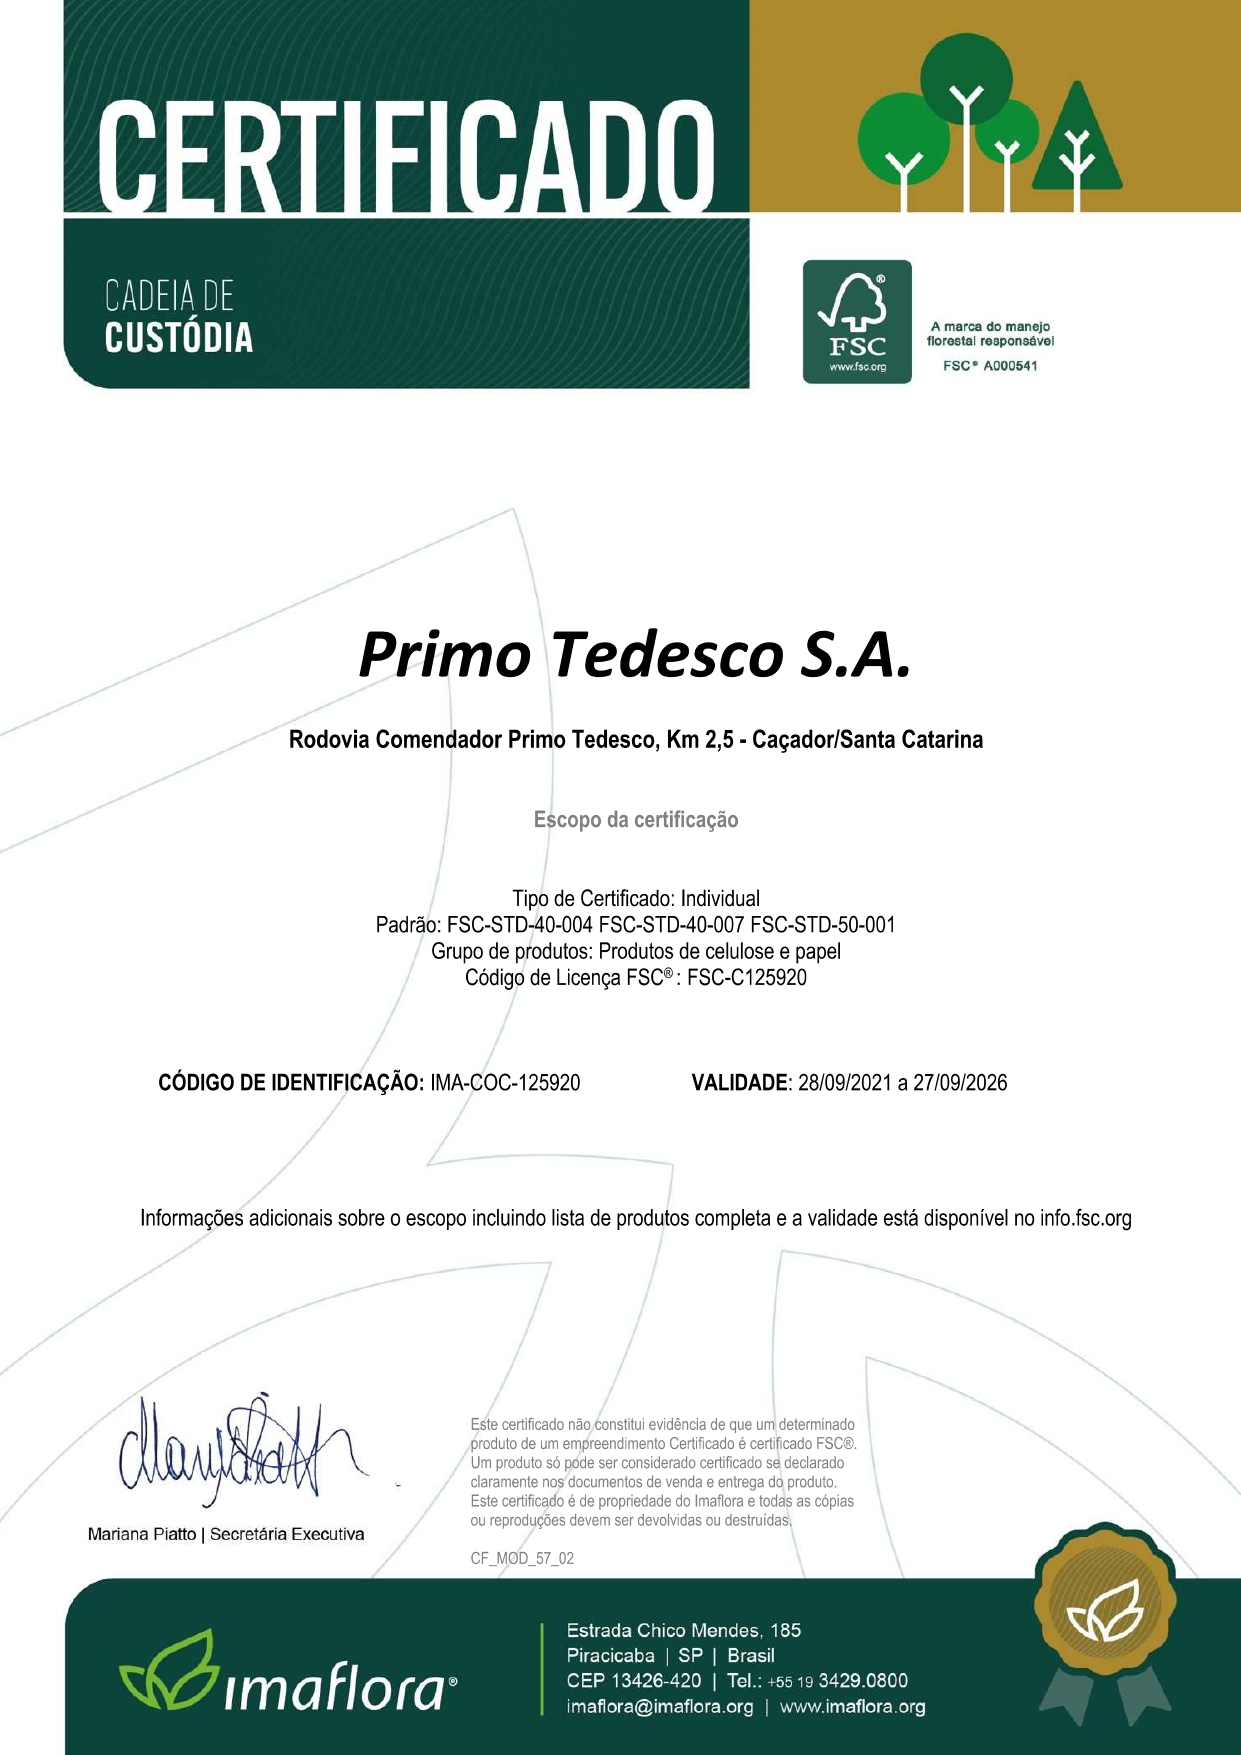 CERTIFICADO
CADEIA DE
CUSTÓDIA
FSC
www.fsc.org
®
A marca do manejo
florestal responsável
FSC® A000541
Primo Tedesco S.A.
Rodovia Comendador Primo Tedesco, Km 2,5 - Caçador/Santa Catarina
Escopo da certificação
Tipo de Certificado: Individual
Padrão: FSC-STD-40-004 FSC-STD-40-007 FSC-STD-50-001
Grupo de produtos: Produtos de celulose e papel
Código de Licença FSC® : FSC-C125920
CÓDIGO DE IDENTIFICAÇÃO: IMA-COC-125920 VALIDADE: 28/09/2021 a 27/09/2026
Informações adicionais sobre o escopo incluindo lista de produtos completa e a validade está disponível no info.fsc.org
Mariana Piatto | Secretária Executiva
Este certificado não constitui evidência de que um determinado
produto de um empreendimento Certificado é certificado FSC®.
Um produto só pode ser considerado certificado se declarado
claramente nos documentos de venda e entrega do produto.
Este certificado é de propriedade do Imaflora e todas as cópias
ou reproduções devem ser devolvidas ou destruídas.
CF_MOD_57_02
imaflora®
Estrada Chico Mendes, 185
Piracicaba | SP | Brasil
CEP 13426-420 | Tel.: +55 19 3429.0800
imaflora@imaflora.org | www.imaflora.org